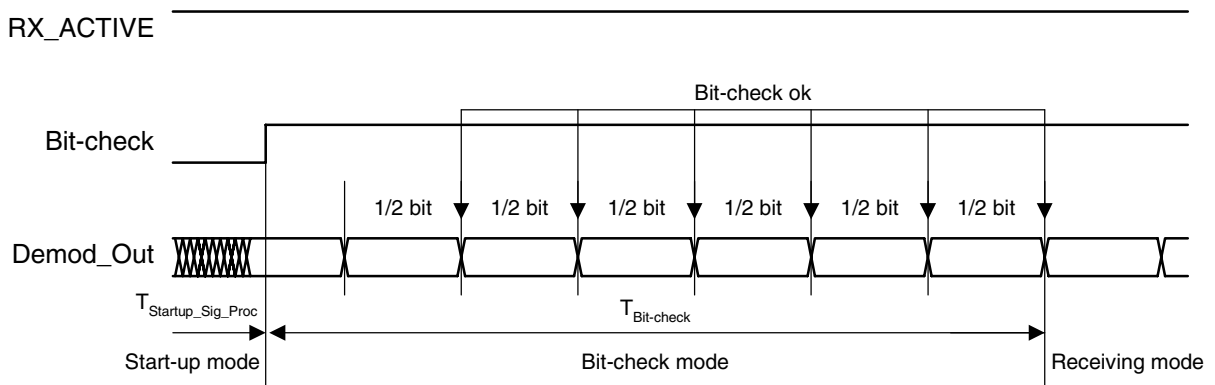 RX_ACTIVE
Bit-check ok
Bit-check
1/2 bit 1/2 bit 1/2 bit 1/2 bit 1/2 bit 1/2 bit
Demod_Out
TStartup_Sig_Proc TBit-check
Start-up mode Bit-check mode Receiving mode